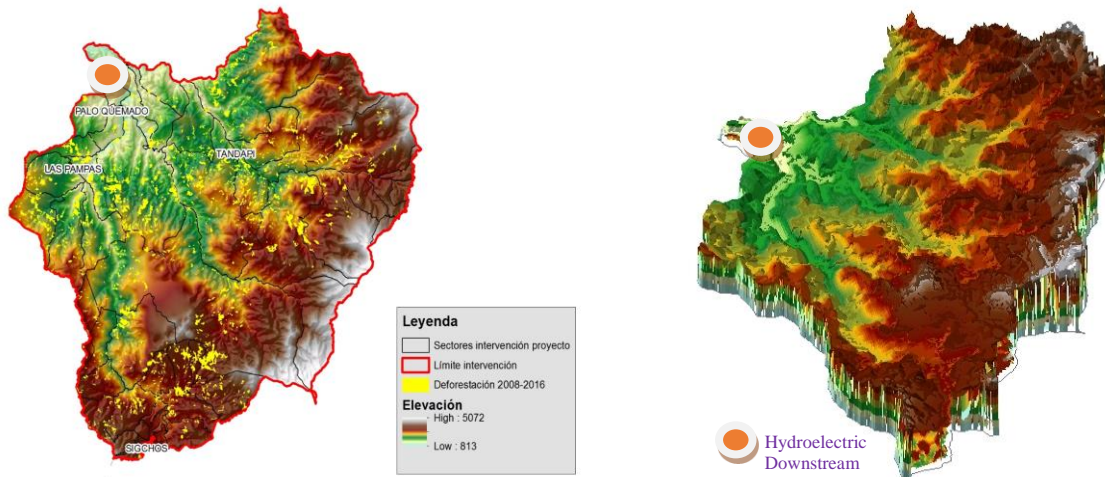 PALO QUEMADO
TANDAPI
LAS PAMPAS
SIGCHOS
Leyenda
Sectores intervención proyecto
Límite intervención
Deforestación 2008-2016
Elevación
High : 5072
Low : 813
Hydroelectric
Downstream